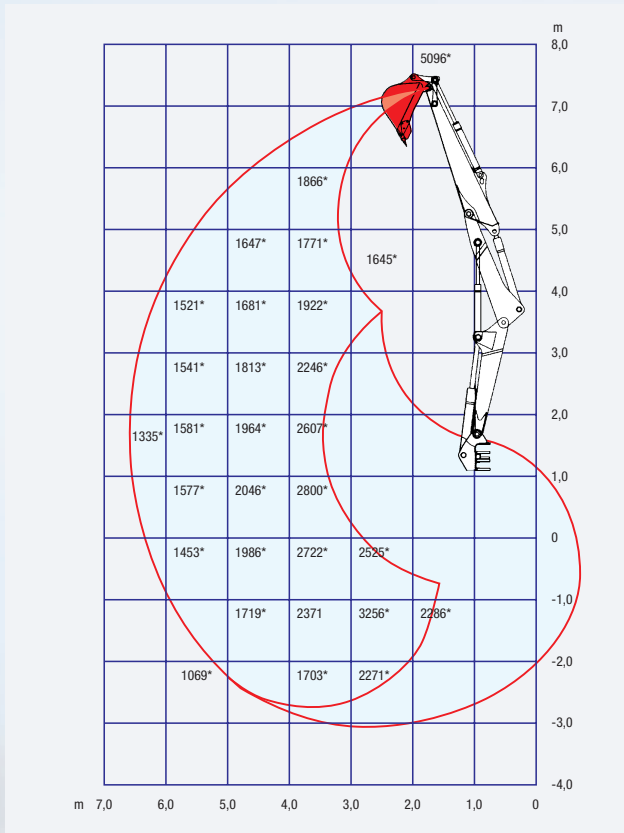 m
8,0
5096*
7,0
6,0
1866*
5,0
1647* 1771*
1645*
4,0
1521* 1681* 1922*
3,0
1541* 1813* 2246*
2,0
1335* 1581* 1964* 2607*
1,0
1577* 2046* 2800*
0
1453* 1986* 2722* 2525*
-1,0
1719* 2371 3256* 2286*
-2,0
1069* 1703* 2271*
-3,0
-4,0
m 7,0 6,0 5,0 4,0 3,0 2,0 1,0 0